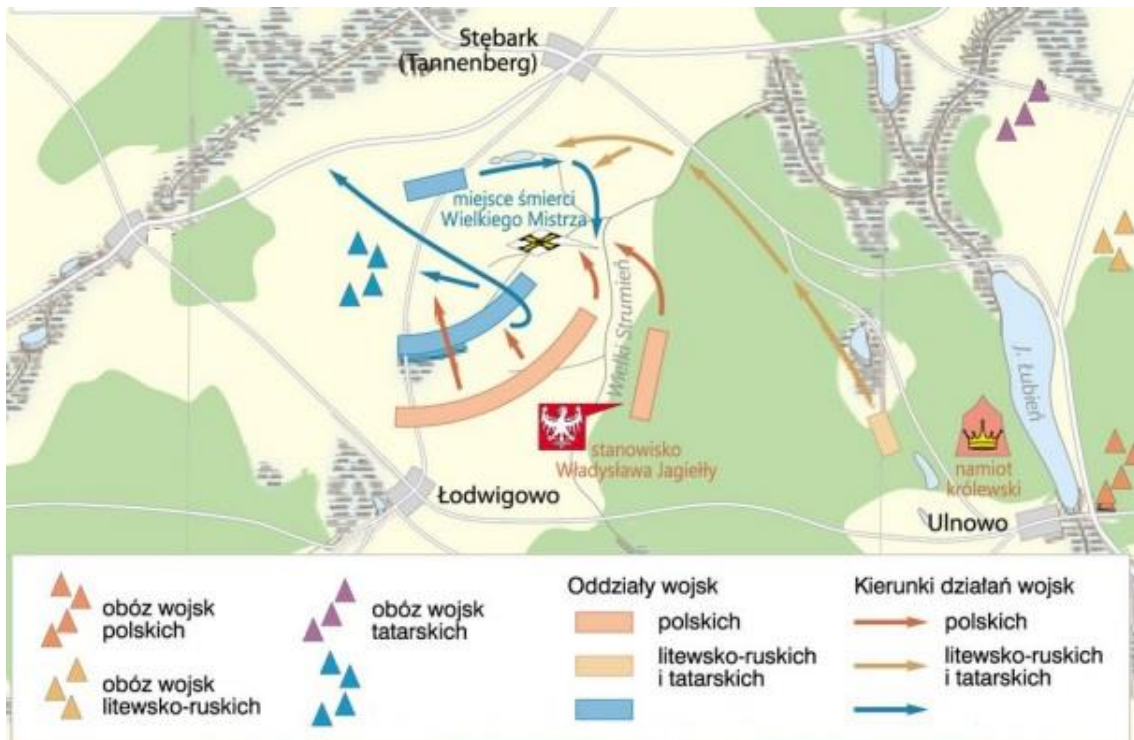 Stębark
(Tannenberg)
miejsce śmierci
Wielkiego Mistrza
Wielki Strumień
J. Łubień
stanowisko
Władysława Jagiełły
namiot
królewski
Łodwigowo
Ulnowo
obóz wojsk
polskich
obóz wojsk
litewsko-ruskich
obóz wojsk
tatarskich
Oddziały wojsk
polskich
litewsko-ruskich
i tatarskich
Kierunki działań wojsk
polskich
litewsko-ruskich
i tatarskich